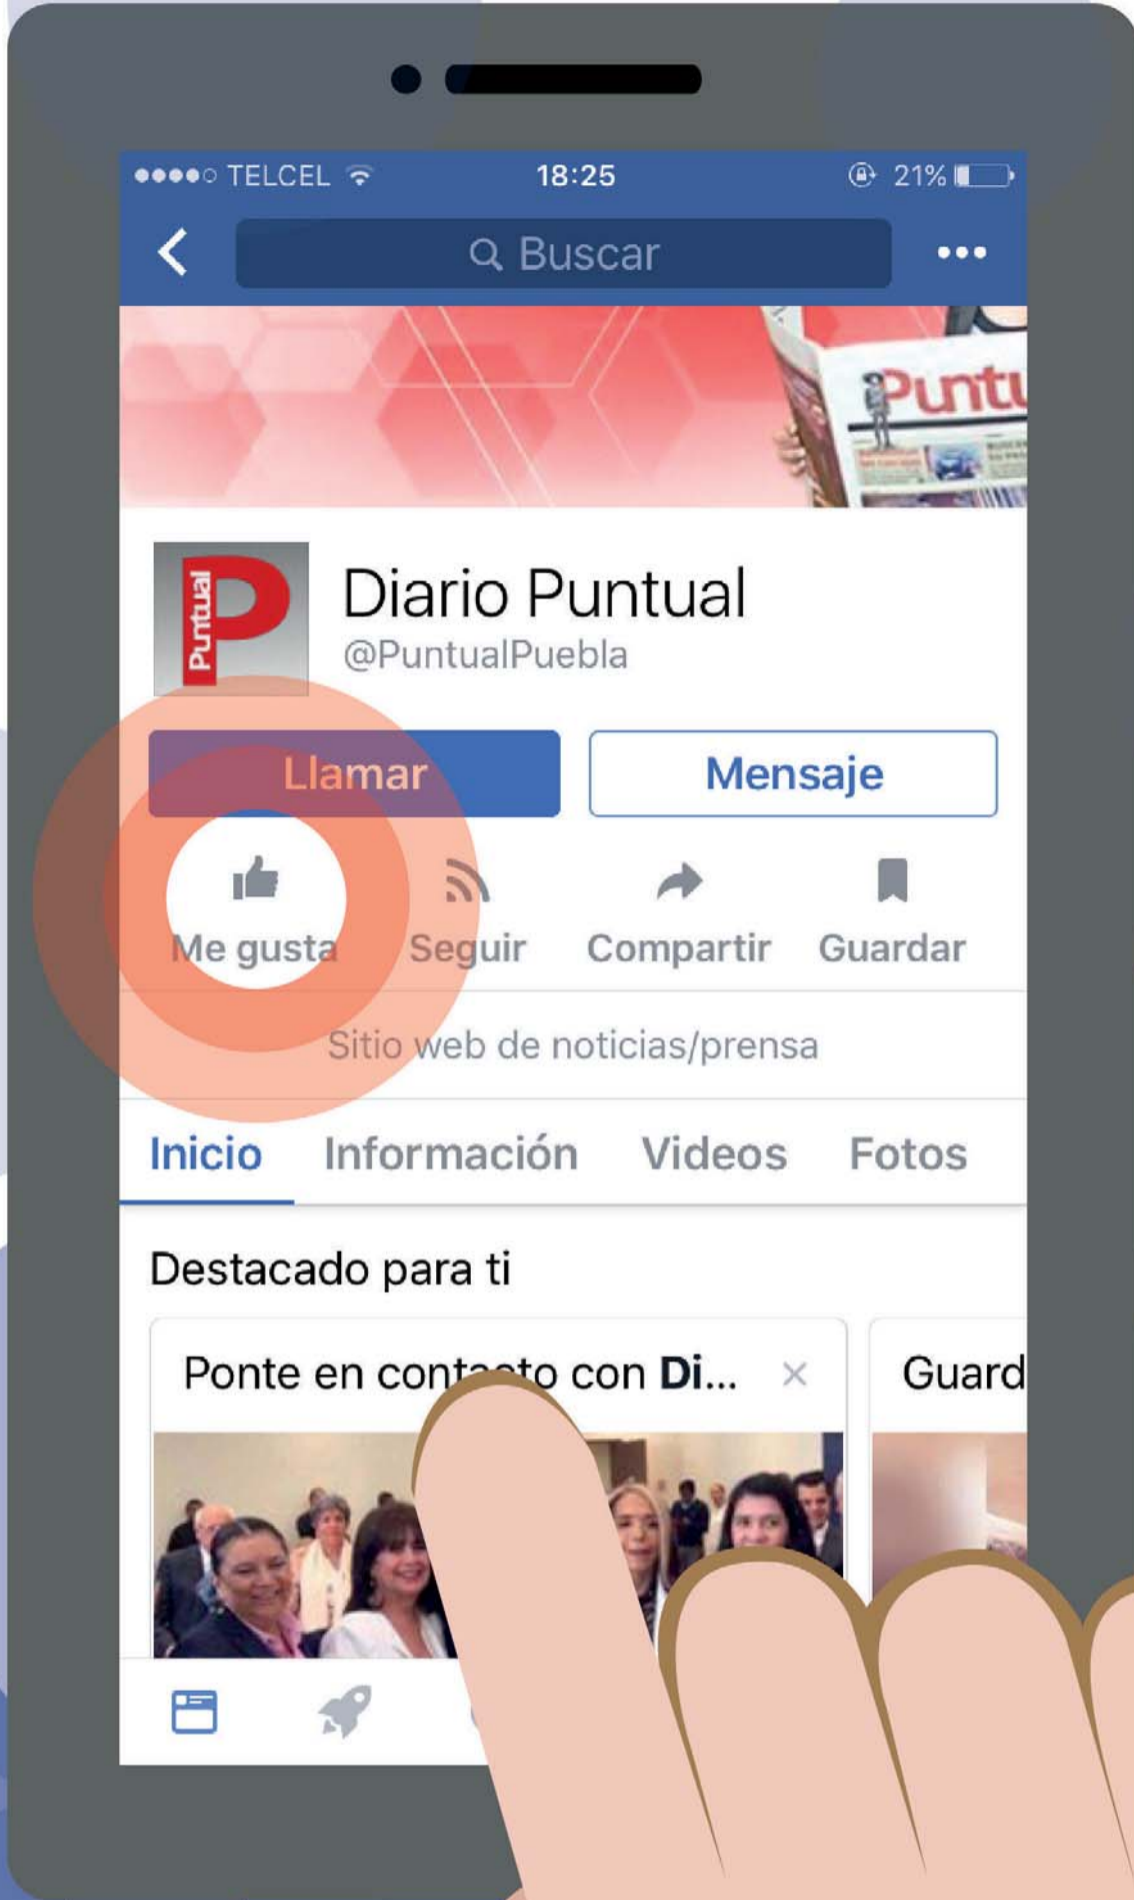 TELCEL 18:25 21%
Buscar
Puntu
Puntual
Diario Puntual
@PuntualPuebla
Llamar Mensaje
Me gusta Seguir Compartir Guardar
Sitio web de noticias/prensa
Inicio Información Videos Fotos
Destacado para ti
Ponte en contacto con Di... × Guard